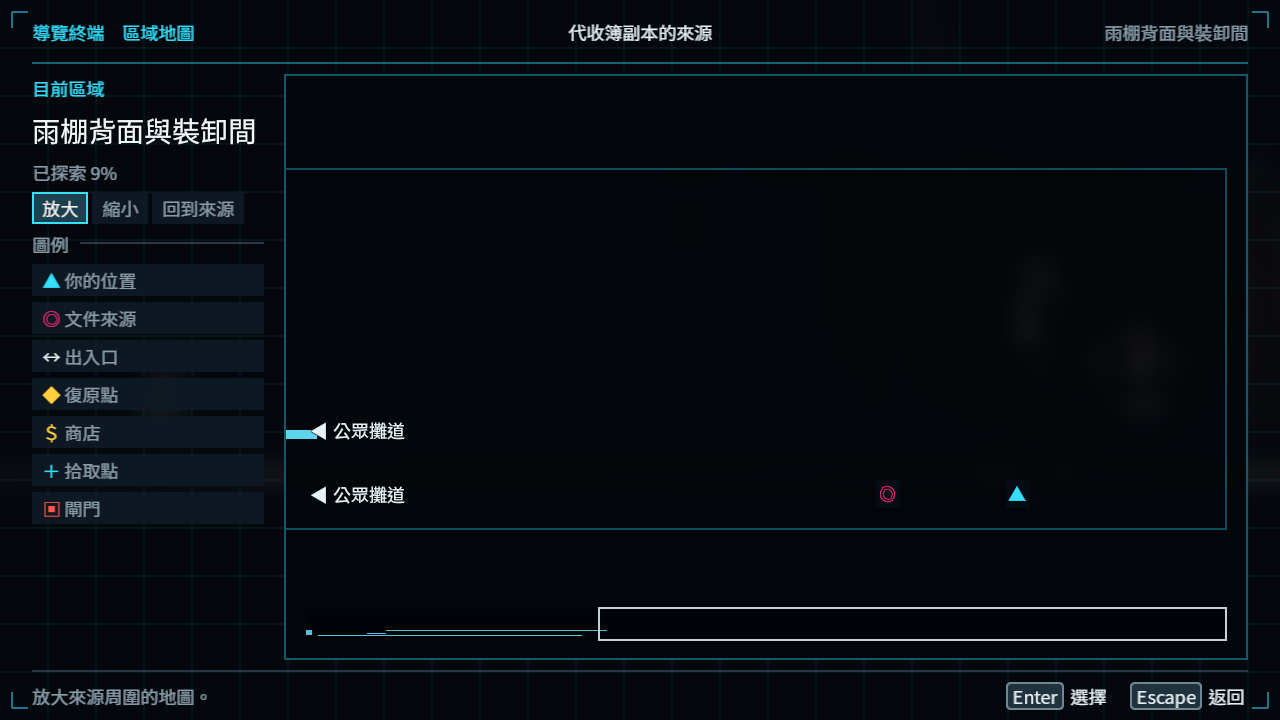 導覽終端 區域地圖
代收簿副本的來源
雨棚背面與裝卸間
目前區域
雨棚背面與裝卸間
已探索 9%
放大 縮小 回到來源
圖例
你的位置
文件來源
出入口
復原點
商店
拾取點
閘門
公眾攤道
公眾攤道
放大來源周圍的地圖。
Enter 選擇 Escape 返回